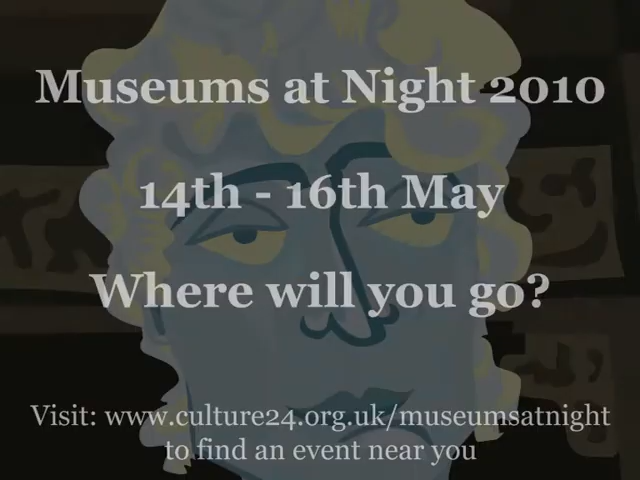 Museums at Night 2010
14th - 16th May
Where will you go?
Visit: www.culture24.org.uk/museumsatnight
to find an event near you